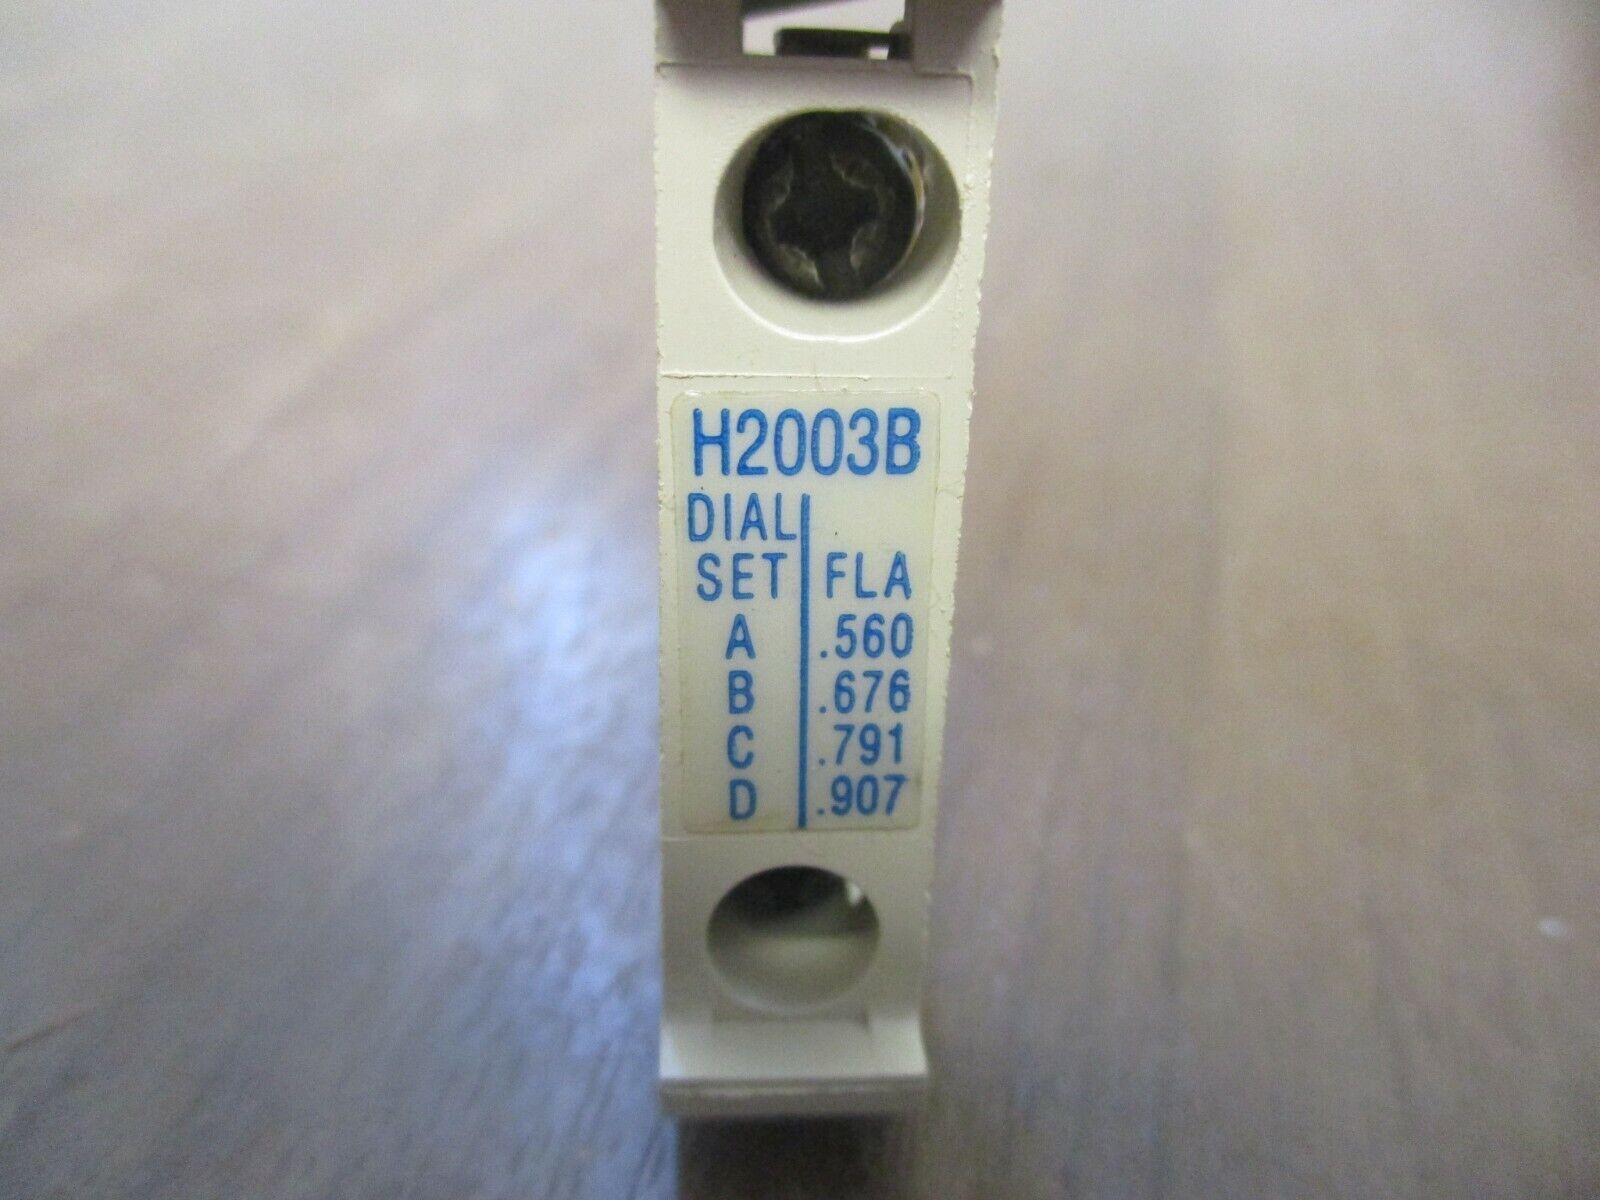 H2003B
DIAL
SET FLA
A .560
B .676
C .791
D .907